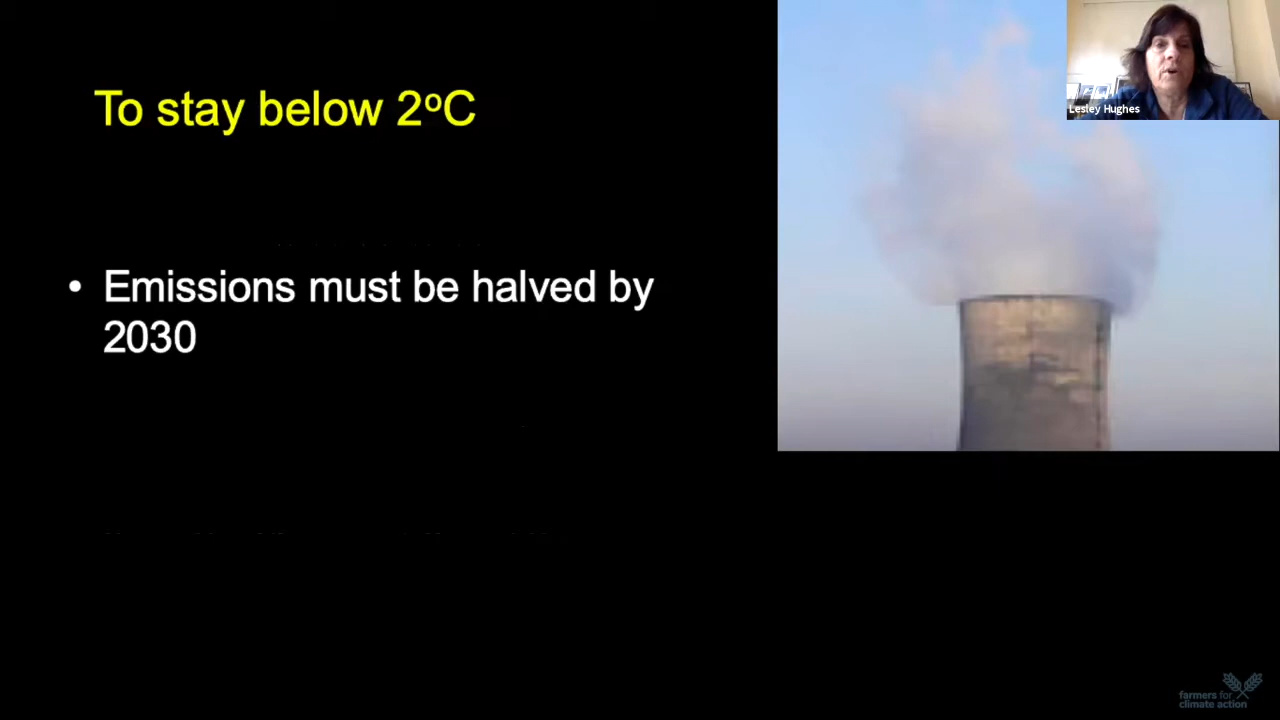 To stay below 2ºC
• Emissions must be halved by
2030
Lesley Hughes
farmers for
climate action